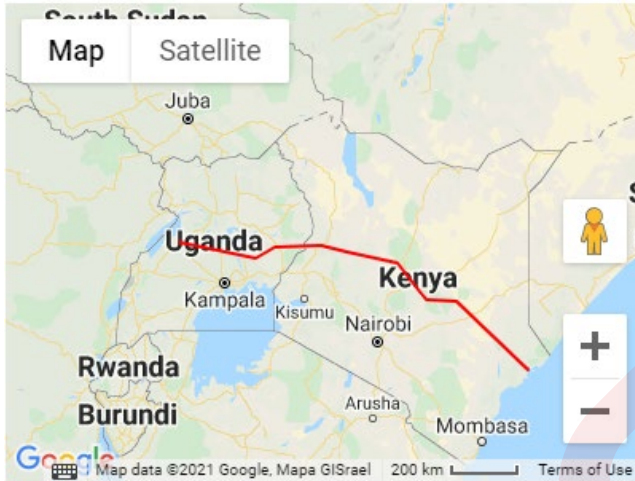 South Sudan
Map
Satellite
Juba
Uganda
Kampala
Kisumu
Kenya
Nairobi
Rwanda
Burundi
Arusha
Mombasa
S
Google
Map data ©2021 Google, Mapa GISrael
200 km
Terms of Use